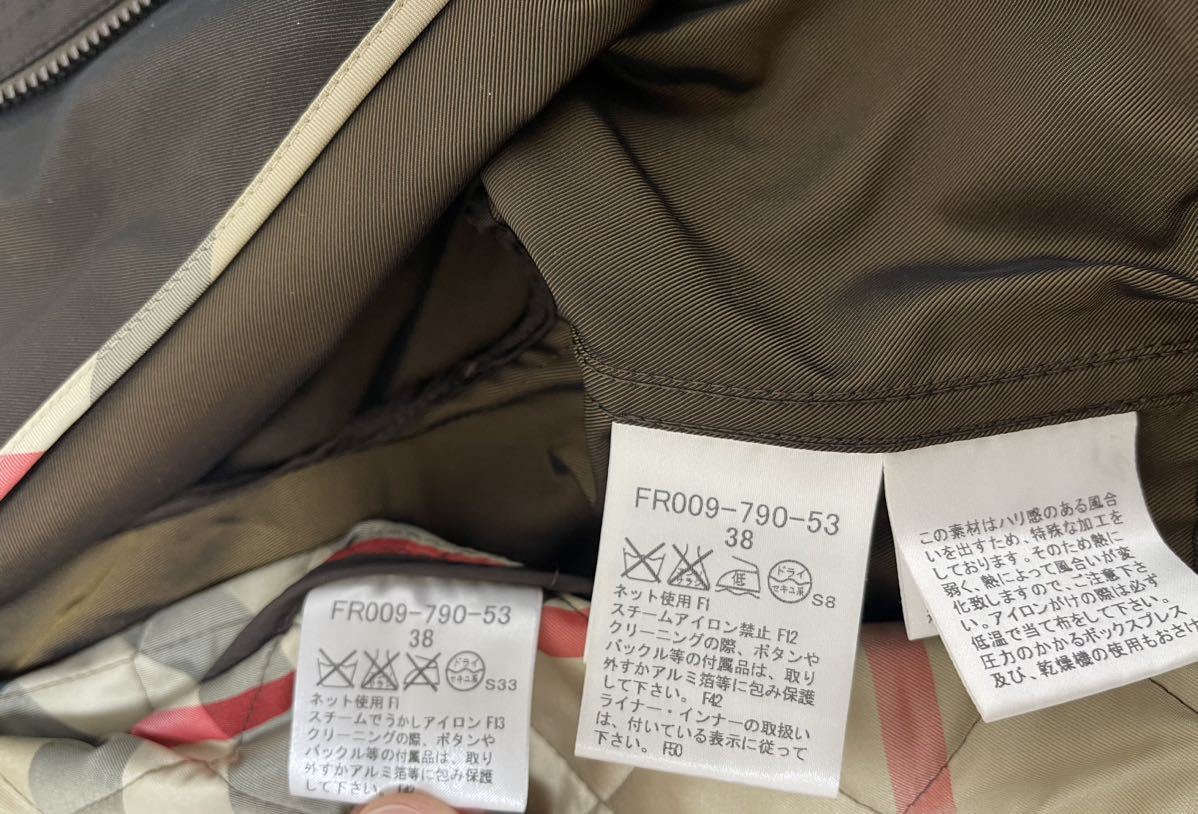 FR009-790-53
38
サラシ
低
ドライ
セキユ系
S8
ネット使用 F1
スチームアイロン禁止 F12
クリーニングの際、ボタンや
バックル等の付属品は、取り
外すかアルミ箔等に包み保護
して下さい。 F42
ライナー・インナーの取扱い
は、付いている表示に従って
下さい。 F50
この素材はハリ感のある風合
いを出すため、特殊な加工を
しております。そのため熱に
弱く、熱によって風合いが変
化致しますので、ご注意下さ
い。アイロンがけの際は必ず
低温で当て布をして下さい。
圧力のかかるボックスプレス
及び、乾燥機の使用もおさけ
FR009-790-53
38
ドライ
セキユ系
S33
ネット使用 F1
スチームでうかしアイロン F13
クリーニングの際、ボタンや
バックル等の付属品は、取り
外すかアルミ箔等に包み保護
して下さい。 F42